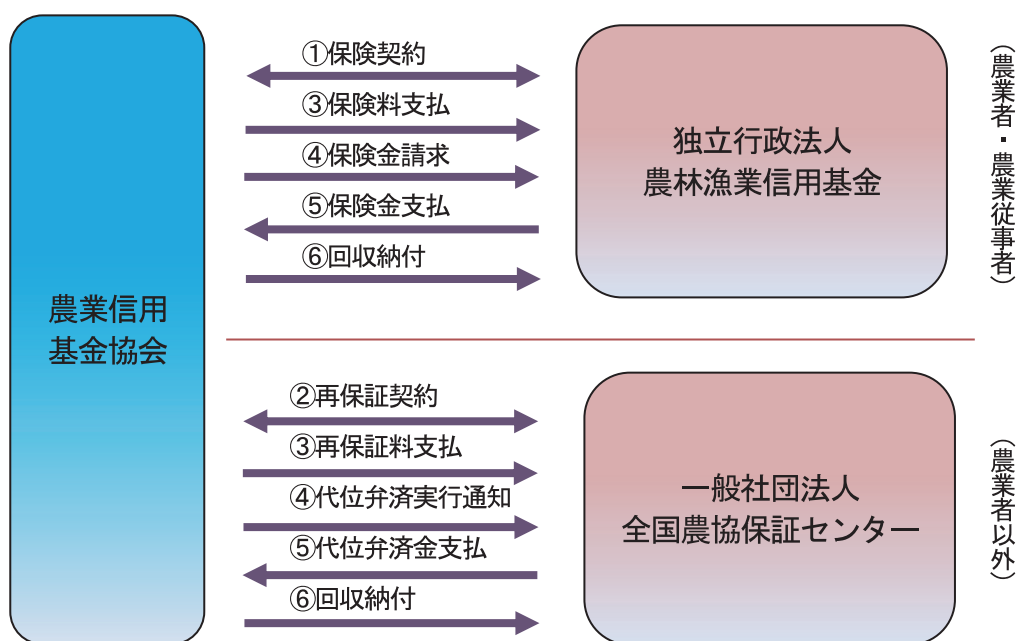 農業信用
基金協会
①保険契約
③保険料支払
④保険金請求
⑤保険金支払
⑥回収納付
独立行政法人
農林漁業信用基金
（農業者・農業従事者）
②再保証契約
③再保証料支払
④代位弁済実行通知
⑤代位弁済金支払
⑥回収納付
一般社団法人
全国農協保証センター
（農業者以外）